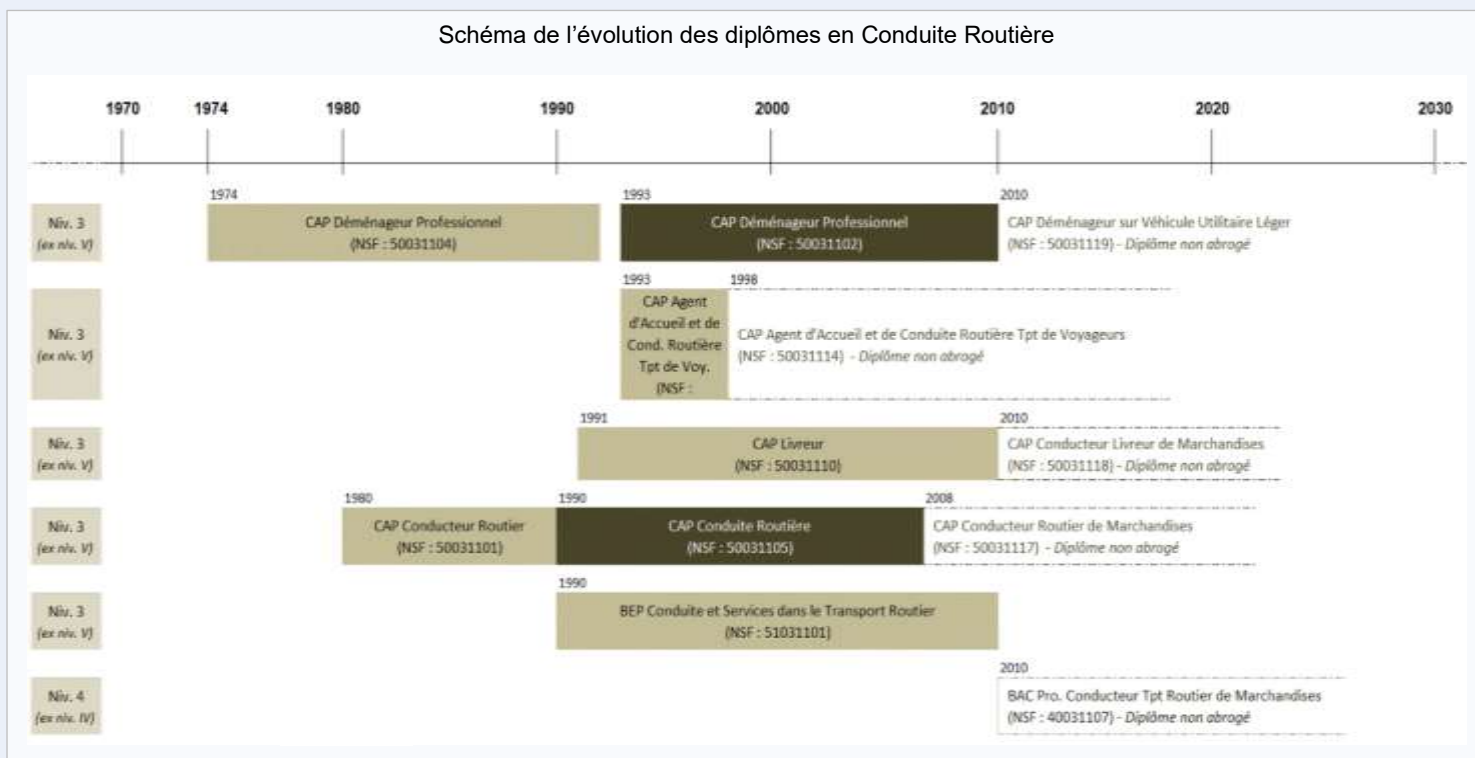 Schéma de l’évolution des diplômes en Conduite Routière
1970 1974 1980 1990 2000 2010 2020 2030
1974 1993 2010
Niv. 3
(ex niv. V)
CAP Déménageur Professionnel
(NSF : 50031104)
CAP Déménageur Professionnel
(NSF : 50031102)
CAP Déménageur sur Véhicule Utilitaire Léger
(NSF : 50031119) - Diplôme non abrogé
1993 1998
Niv. 3
(ex niv. V)
CAP Agent
d'Accueil et de
Cond. Routière
Tpt de Voy.
(NSF :
CAP Agent d'Accueil et de Conduite Routière Tpt de Voyageurs
(NSF : 50031114) - Diplôme non abrogé
1991 2010
Niv. 3
(ex niv. V)
CAP Livreur
(NSF : 50031110)
CAP Conducteur Livreur de Marchandises
(NSF : 50031118) - Diplôme non abrogé
1980 1990 2008
Niv. 3
(ex niv. V)
CAP Conducteur Routier
(NSF : 50031101)
CAP Conduite Routière
(NSF : 50031105)
CAP Conducteur Routier de Marchandises
(NSF : 50031117) - Diplôme non abrogé
1990
Niv. 3
(ex niv. V)
BEP Conduite et Services dans le Transport Routier
(NSF : 51031101)
2010
Niv. 4
(ex niv. IV)
BAC Pro. Conducteur Tpt Routier de Marchandises
(NSF : 40031107) - Diplôme non abrogé